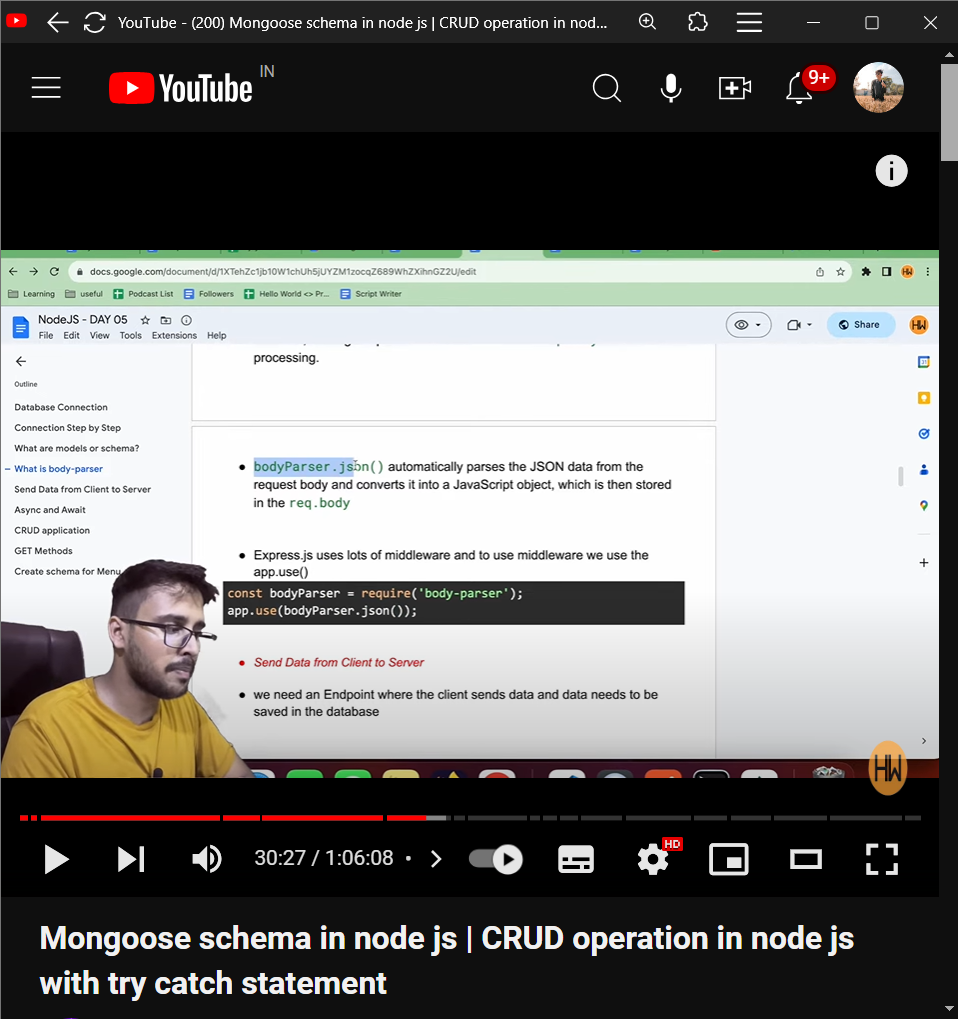 YouTube - (200) Mongoose schema in node js | CRUD operation in nod...
YouTube IN
9+
docs.google.com/document/d/1XTehZc1jb10W1chUh5jUYZM1zocqZ689WhZXihnGZ2U/edit
Learning useful Podcast List Followers Hello World <> Pr... Script Writer
NodeJS - DAY 05
File Edit View Tools Extensions Help
Share
HW
processing.
Outline
Database Connection
Connection Step by Step
What are models or schema?
What is body-parser
Send Data from Client to Server
Async and Await
CRUD application
GET Methods
Create schema for Menu
● bodyParser.json() automatically parses the JSON data from the
request body and converts it into a JavaScript object, which is then stored
in the req.body
● Express.js uses lots of middleware and to use middleware we use the
app.use()
const bodyParser = require('body-parser');
app.use(bodyParser.json());
● Send Data from Client to Server
● we need an Endpoint where the client sends data and data needs to be
saved in the database
HW
30:27 / 1:06:08 •
HD
Mongoose schema in node js | CRUD operation in node js
with try catch statement